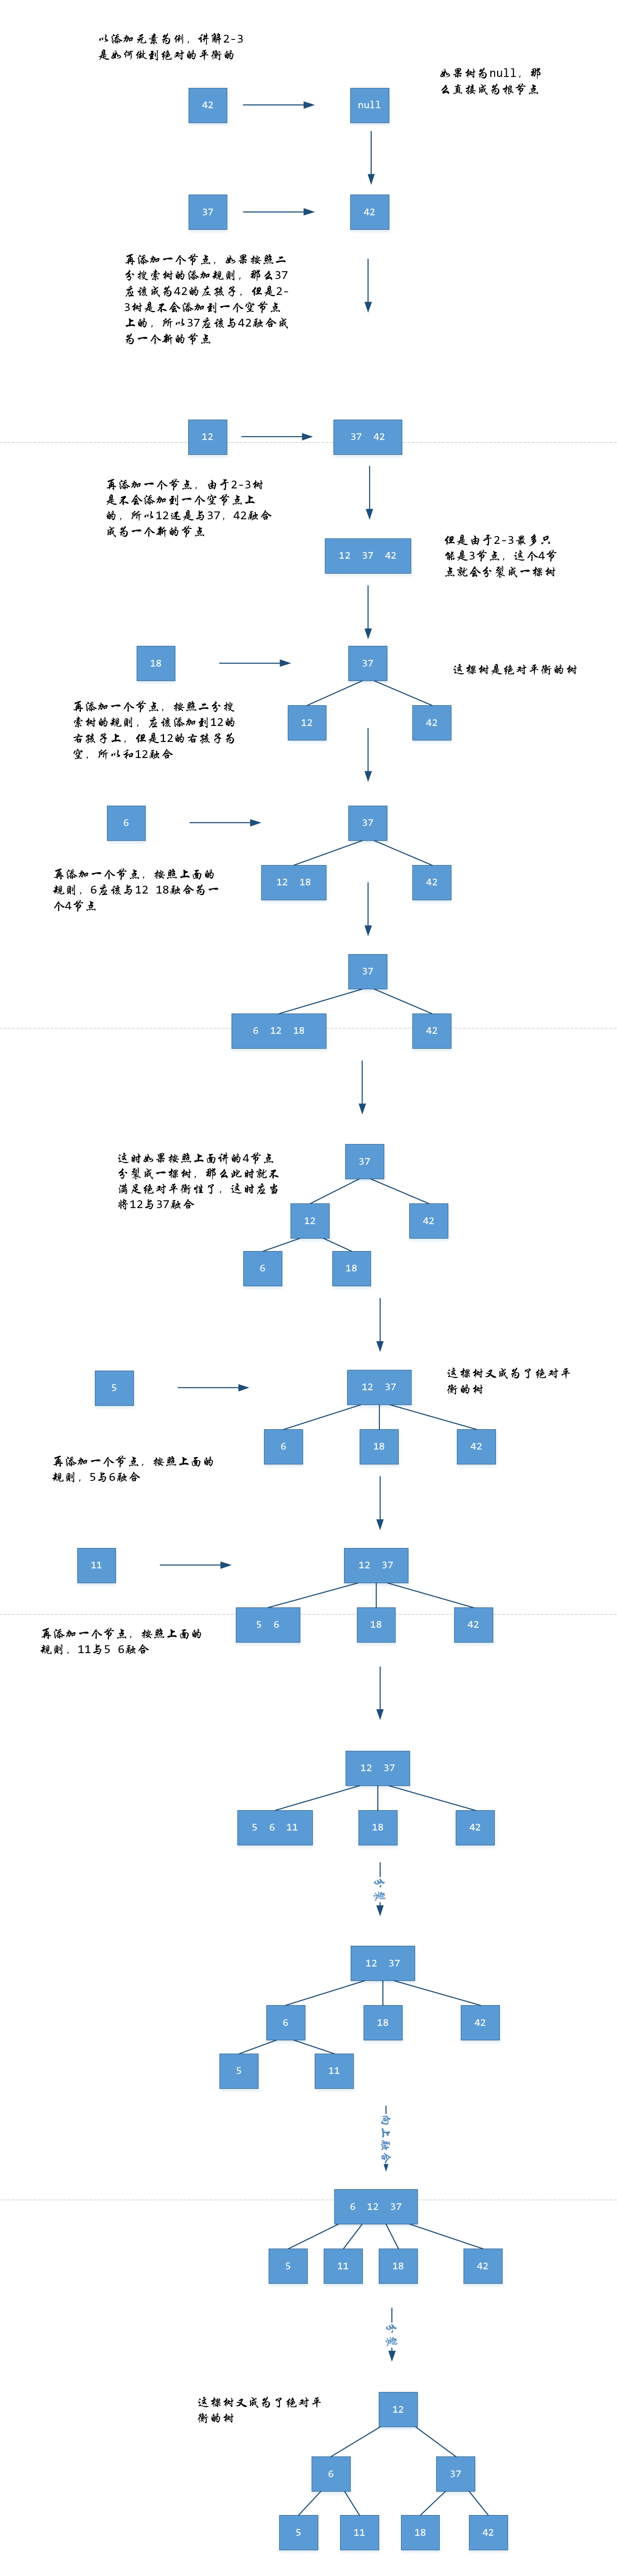 以添加元素为例，讲解2-3
是如何做到绝对的平衡的
如果树为null，那
么直接成为根节点
42
null
37
42
再添加一个节点，如果按照二
分搜索树的添加规则，那么37
应该成为42的左孩子，但是2-
3树是不会添加到一个空节点
上的，所以37应该与42融合成
为一个新的节点
12
37 42
再添加一个节点，由于2-3树
是不会添加到一个空节点上
的，所以12还是与37，42融合
成为一个新的节点
12 37 42
但是由于2-3最多只
能是3节点，这个4节
点就会分裂成一棵树
18
37
这棵树是绝对平衡的树
12
42
再添加一个节点，按照二分搜
索树的规则，应该添加到12的
右孩子上，但是12的右孩子为
空，所以和12融合
6
37
12 18
42
再添加一个节点，按照上面的
规则，6应该与12 18融合为一
个4节点
37
6 12 18
42
这时如果按照上面讲的4节点
分裂成一棵树，那么此时就不
满足绝对平衡性了，这时应当
将12与37融合
37
12
42
6
18
5
12 37
这棵树又成为了绝对平
衡的树
6
18
42
再添加一个节点，按照上面的
规则，5与6融合
11
12 37
5 6
18
42
再添加一个节点，按照上面的
规则，11与5 6融合
12 37
5 6 11
18
42
分裂
12 37
6
18
42
5
11
向上融合
6 12 37
5
11
18
42
分裂
这棵树又成为了绝对平
衡的树
12
6
37
5
11
18
42